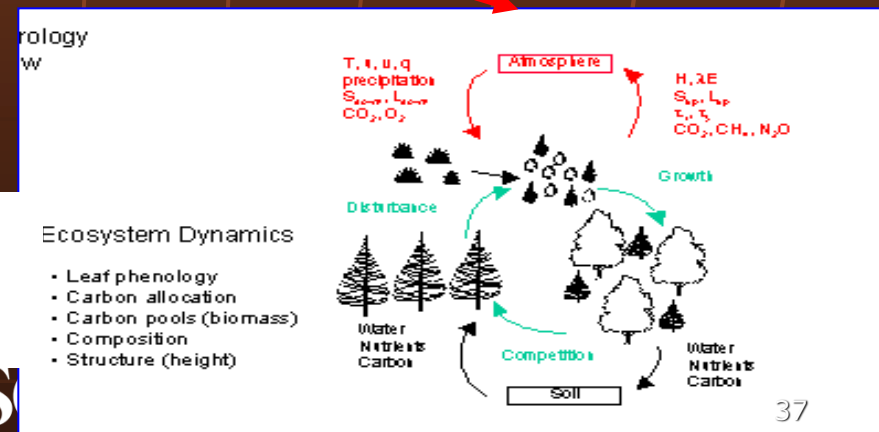 rology
w
T, u, q
precipitation
CO₂, O₂
Atmosphere
H, λE
CO₂, CH₄, N₂O
Growth
Disturbance
Ecosystem Dynamics
• Leaf phenology
• Carbon allocation
• Carbon pools (biomass)
• Composition
• Structure (height)
Water
Nutrients
Carbon
Competition
Water
Nutrients
Carbon
Soil
37